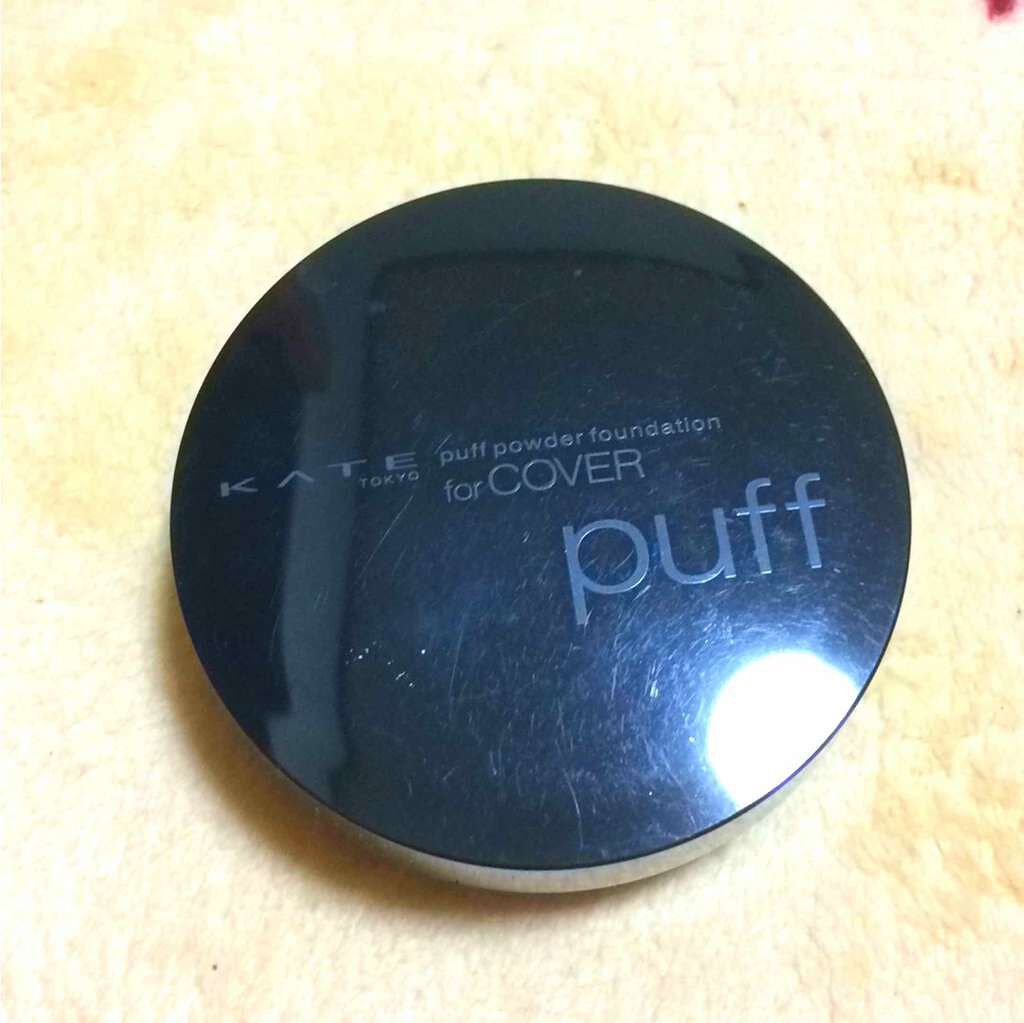 KATE
TOKYO
puff powder foundation
for COVER
puff